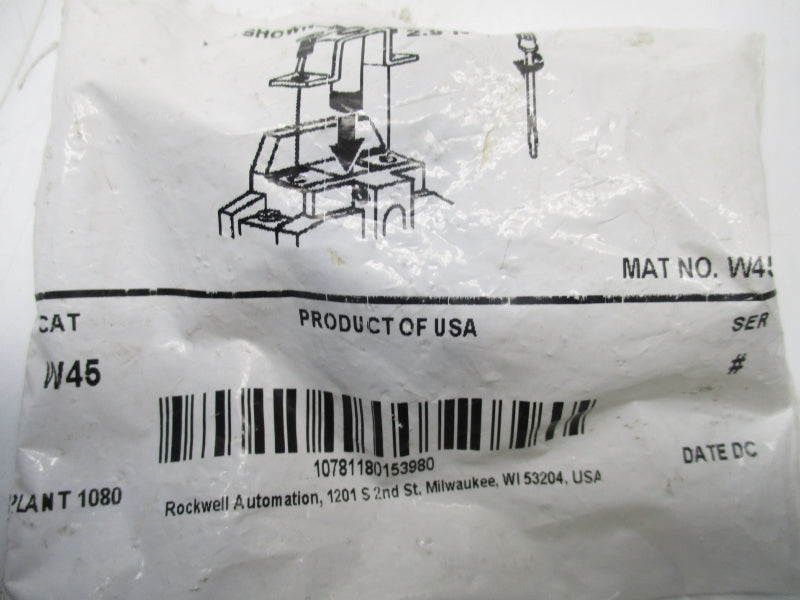 SHOWN
MAT NO. W45
CAT
PRODUCT OF USA
SER
W45
#
10781180153980
DATE DC
PLANT 1080
Rockwell Automation, 1201 S 2nd St. Milwaukee, WI 53204, USA